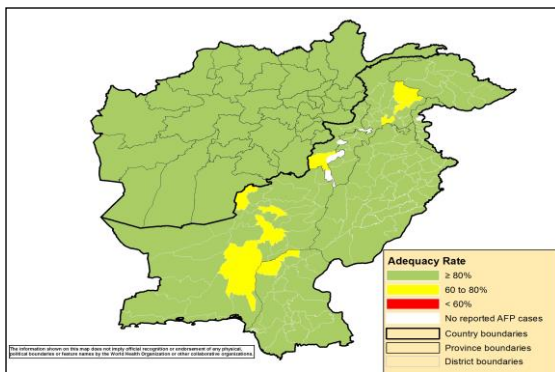 Adequacy Rate
≥ 80%
60 to 80%
< 60%
No reported AFP cases
Country boundaries
Province boundaries
District boundaries
The information shown on this map does not imply official recognition or endorsement of any physical,
political boundaries or feature names by the World Health Organization or other collaborative organizations.